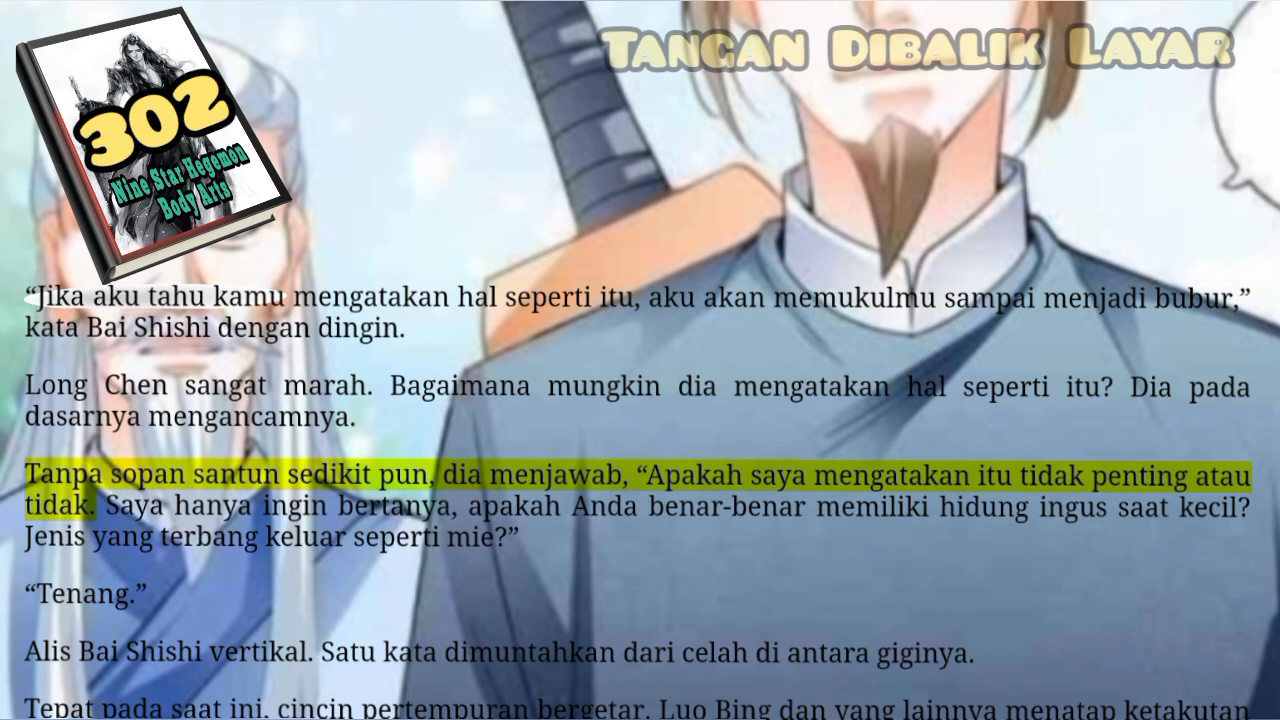 Tangan Dibalik Layar
302
Nine Star Hegemon
Body Arts
“Jika aku tahu kamu mengatakan hal seperti itu, aku akan memukulmu sampai menjadi bubur,”
kata Bai Shishi dengan dingin.
Long Chen sangat marah. Bagaimana mungkin dia mengatakan hal seperti itu? Dia pada
dasarnya mengancamnya.
Tanpa sopan santun sedikit pun, dia menjawab, “Apakah saya mengatakan itu tidak penting atau
tidak. Saya hanya ingin bertanya, apakah Anda benar-benar memiliki hidung ingus saat kecil?
Jenis yang terbang keluar seperti mie?”
“Tenang.”
Alis Bai Shishi vertikal. Satu kata dimuntahkan dari celah di antara giginya.
Tepat pada saat ini, cincin pertempuran bergetar. Luo Bing dan yang lainnya menatap ketakutan